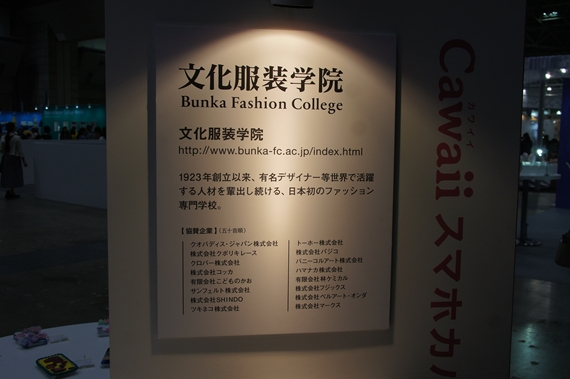 文化服装学院
Bunka Fashion College
文化服装学院
http://www.bunka-fc.ac.jp/index.html
1923年創立以来、有名デザイナー等世界で活躍
する人材を輩出し続ける、日本初のファッション
専門学校。
【協賛企業】(五十音順)
クオバディス・ジャパン株式会社
株式会社クボリキレース
クロバー株式会社
株式会社コッカ
有限会社こどものかお
サンフェルト株式会社
株式会社SHINDO
ツキネコ株式会社
トーホー株式会社
株式会社パジコ
バニーコルアート株式会社
ハマナカ株式会社
有限会社林ケミカル
株式会社フジックス
株式会社ベルアート・オンダ
株式会社マークス
Cawaii スマホカバ
カワイイ